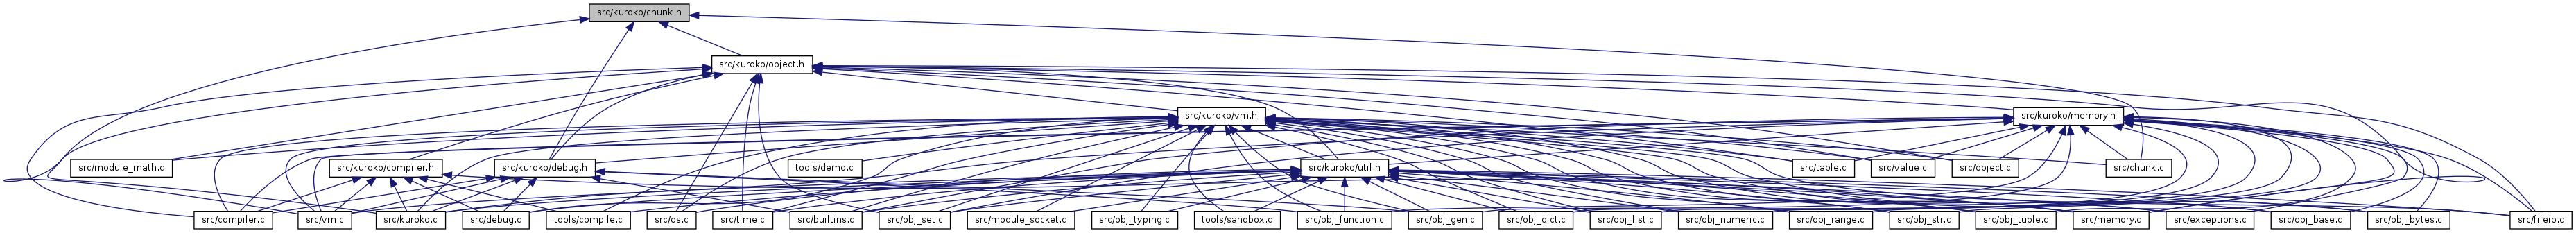 src/kuroko/chunk.h
src/kuroko/object.h
src/kuroko/vm.h
src/kuroko/memory.h
src/module_math.c
src/kuroko/compiler.h
src/kuroko/debug.h
tools/demo.c
src/kuroko/util.h
src/table.c
src/value.c
src/object.c
src/chunk.c
src/compiler.c
src/vm.c
src/kuroko.c
src/debug.c
tools/compile.c
src/os.c
src/time.c
src/builtins.c
src/obj_set.c
src/module_socket.c
src/obj_typing.c
tools/sandbox.c
src/obj_function.c
src/obj_gen.c
src/obj_dict.c
src/obj_list.c
src/obj_numeric.c
src/obj_range.c
src/obj_str.c
src/obj_tuple.c
src/memory.c
src/exceptions.c
src/obj_base.c
src/obj_bytes.c
src/fileio.c